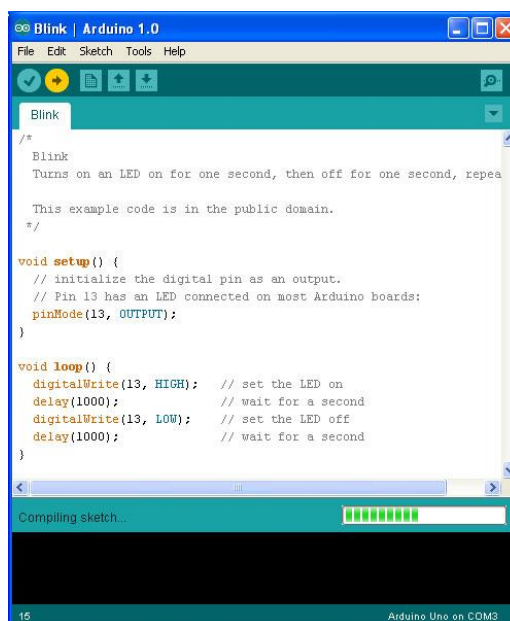 Blink | Arduino 1.0
File Edit Sketch Tools Help
Blink
/*
  Blink
  Turns on an LED on for one second, then off for one second, repea

  This example code is in the public domain.
 */

void setup() {
  // initialize the digital pin as an output.
  // Pin 13 has an LED connected on most Arduino boards:
  pinMode(13, OUTPUT);
}

void loop() {
  digitalWrite(13, HIGH);   // set the LED on
  delay(1000);              // wait for a second
  digitalWrite(13, LOW);    // set the LED off
  delay(1000);              // wait for a second
}
Compiling sketch...
15 Arduino Uno on COM3